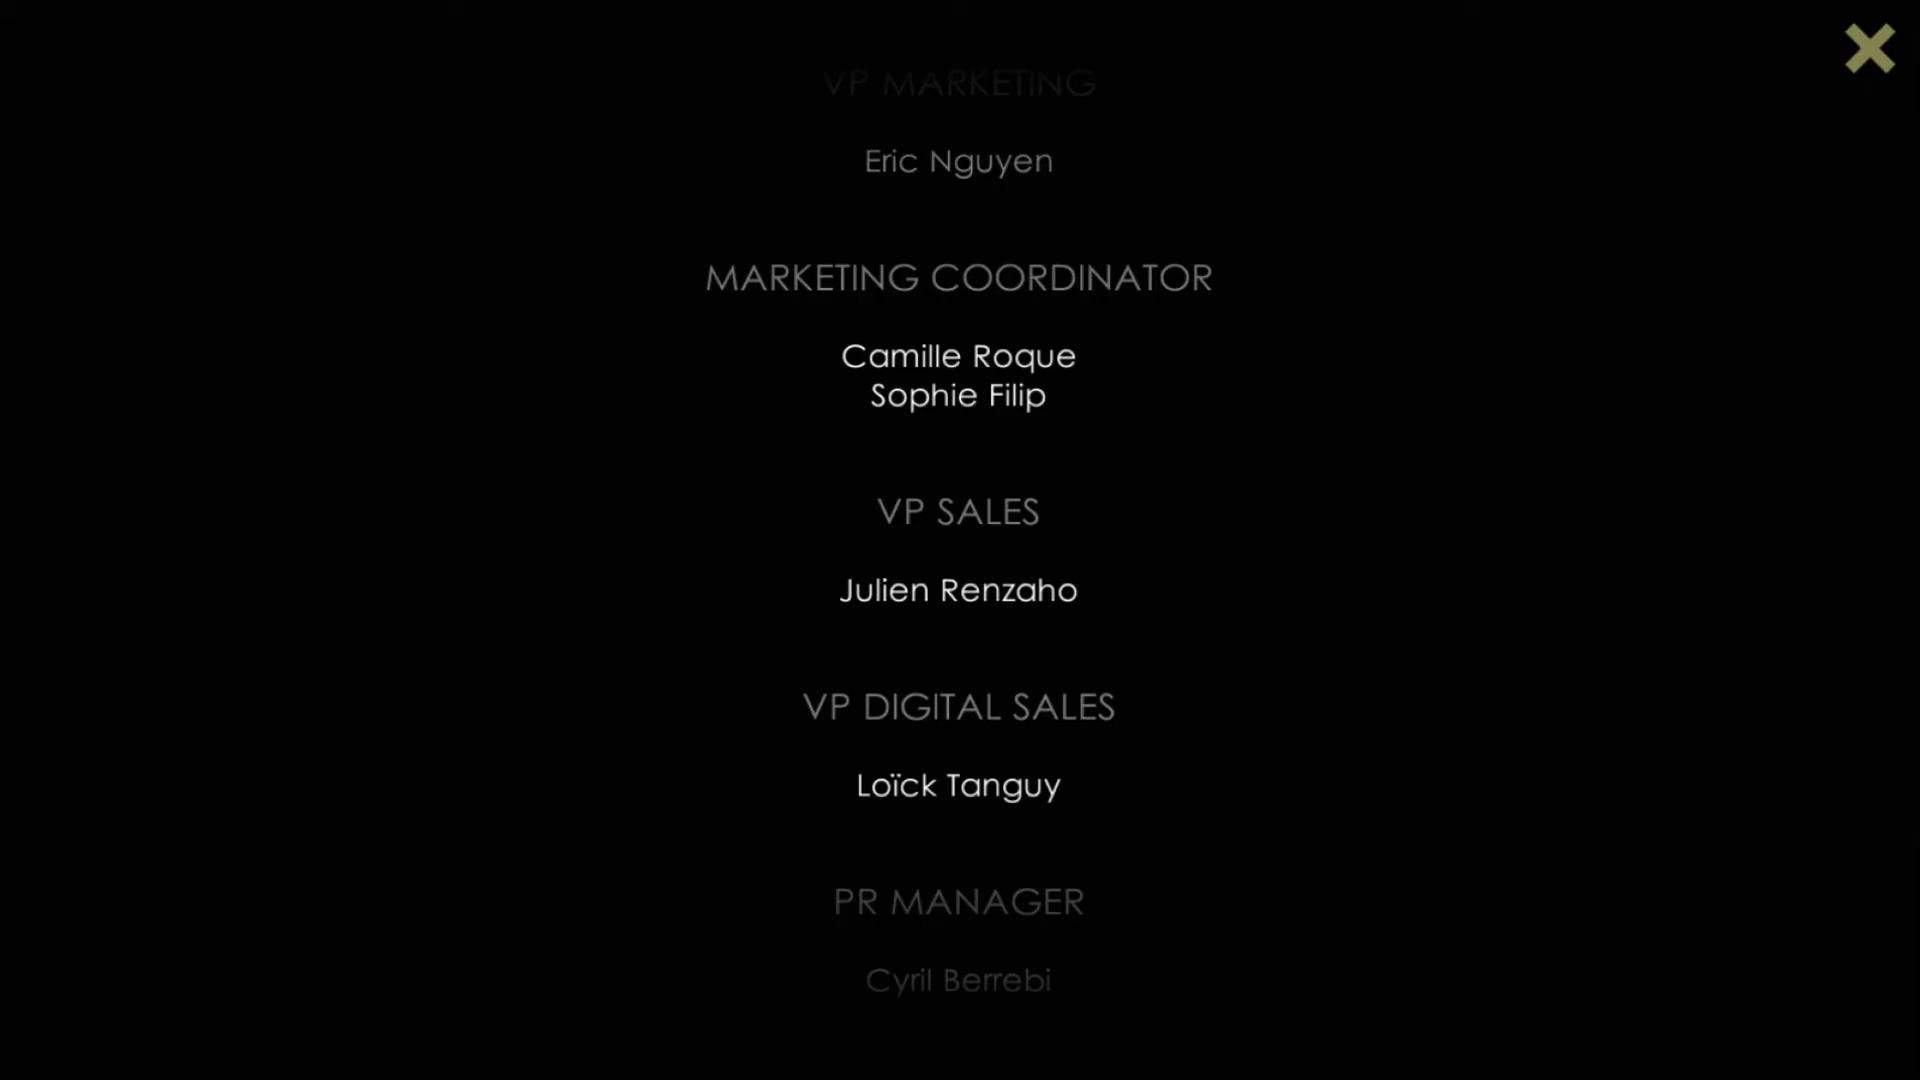 VP MARKETING
Eric Nguyen
MARKETING COORDINATOR
Camille Roque
Sophie Filip
VP SALES
Julien Renzaho
VP DIGITAL SALES
Loïck Tanguy
PR MANAGER
Cyril Berrebi